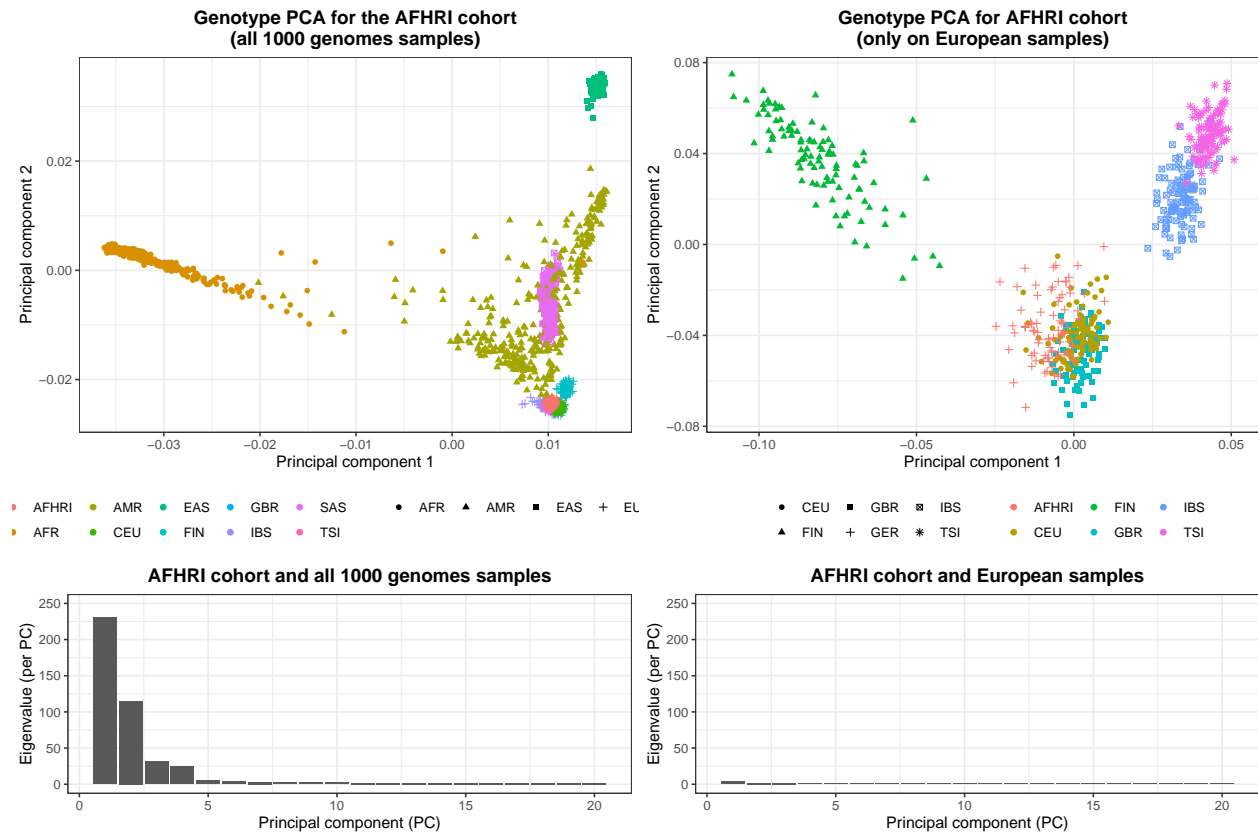 Genotype PCA for the AFHRI cohort
(all 1000 genomes samples)
Principal component 2
0.02
0.00
−0.02
−0.03
−0.02
−0.01
0.00
0.01
Principal component 1
AFHRI
AMR
EAS
GBR
SAS
AFR
CEU
FIN
IBS
TSI
AFR
AMR
EAS
EU
Genotype PCA for AFHRI cohort
(only on European samples)
Principal component 2
0.08
0.04
0.00
−0.04
−0.08
−0.10
−0.05
0.00
0.05
Principal component 1
CEU
GBR
IBS
FIN
GER
TSI
AFHRI
FIN
IBS
CEU
GBR
TSI
AFHRI cohort and all 1000 genomes samples
Eigenvalue (per PC)
250
200
150
100
50
0
0
5
10
15
20
Principal component (PC)
AFHRI cohort and European samples
Eigenvalue (per PC)
250
200
150
100
50
0
0
5
10
15
20
Principal component (PC)